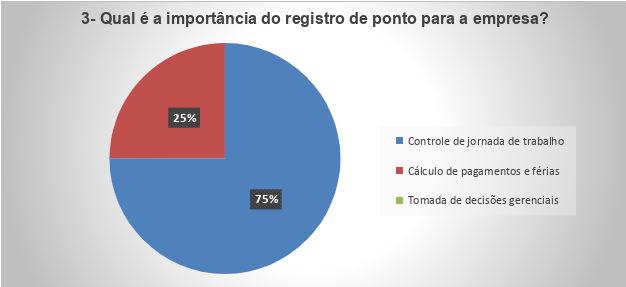 3- Qual é a importância do registro de ponto para a empresa?
25%
75%
Controle de jornada de trabalho
Cálculo de pagamentos e férias
Tomada de decisões gerenciais